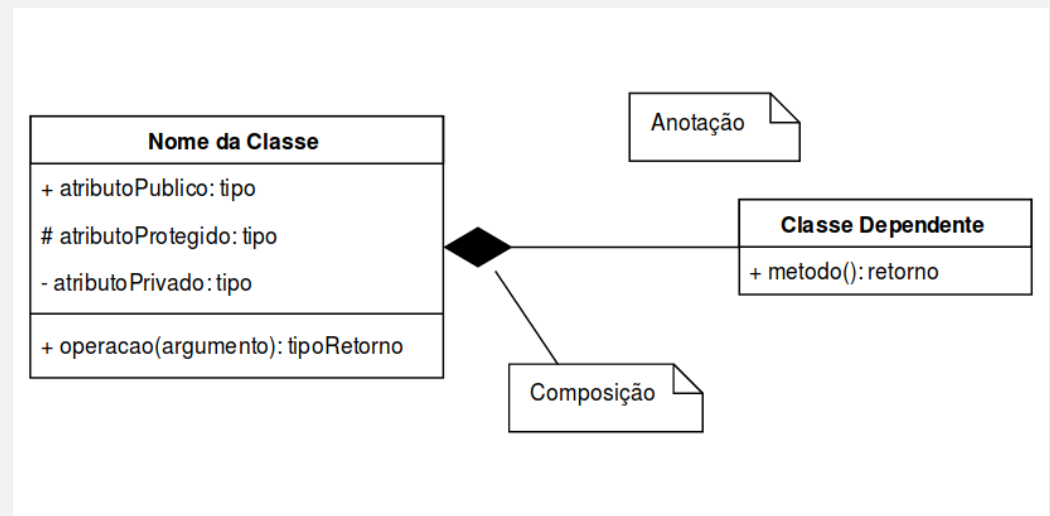 Nome da Classe
+ atributoPublico: tipo
# atributoProtegido: tipo
- atributoPrivado: tipo
+ operacao(argumento): tipoRetorno
Anotação
Classe Dependente
+ metodo(): retorno
Composição